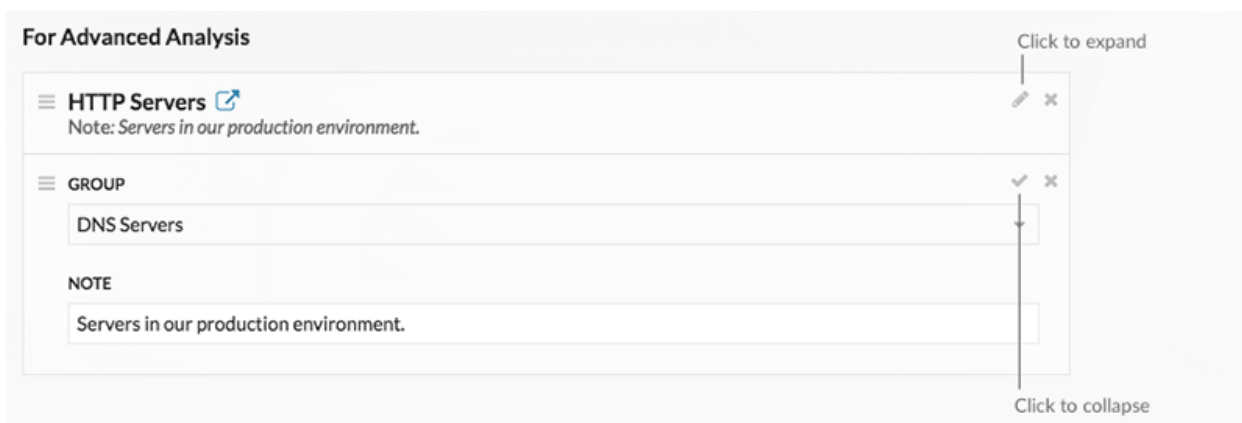 For Advanced Analysis
Click to expand
HTTP Servers
Note: Servers in our production environment.
GROUP
DNS Servers
NOTE
Servers in our production environment.
Click to collapse